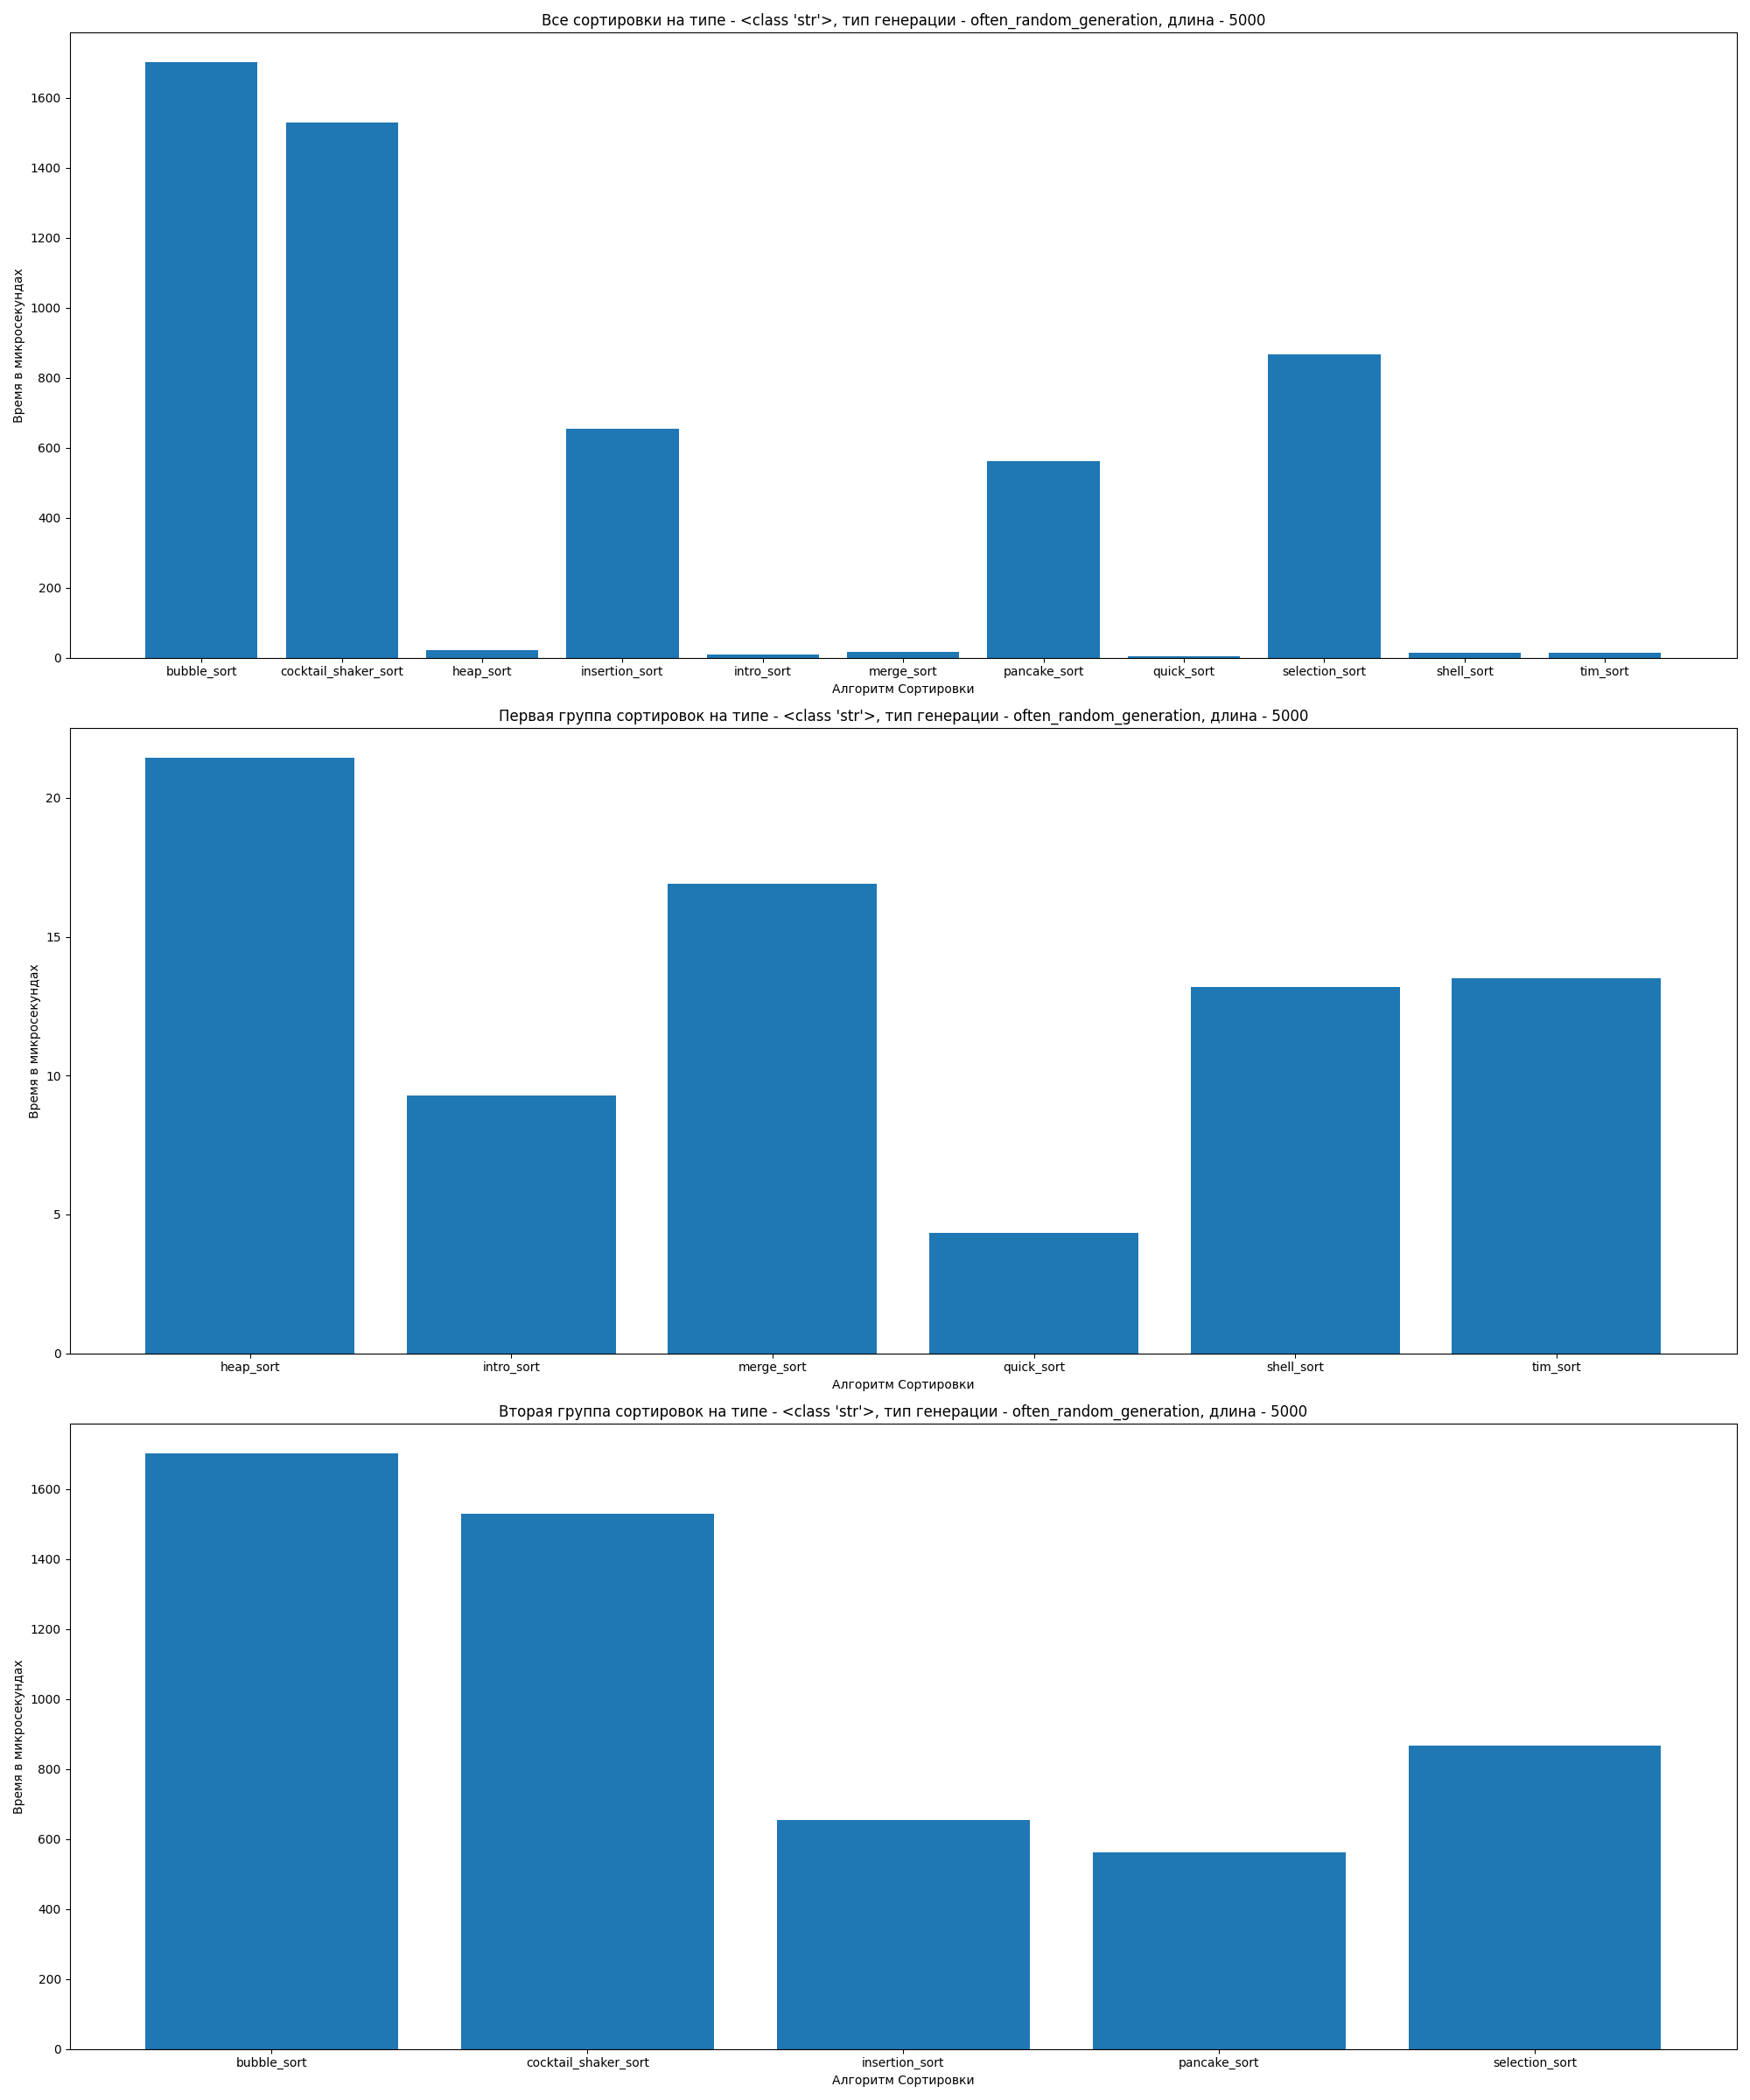 Все сортировки на типе - <class 'str'>, тип генерации - often_random_generation, длина - 5000
Время в микросекундах
1600
1400
1200
1000
800
600
400
200
0
bubble_sort cocktail_shaker_sort heap_sort insertion_sort intro_sort merge_sort pancake_sort quick_sort selection_sort shell_sort tim_sort
Алгоритм Сортировки
Первая группа сортировок на типе - <class 'str'>, тип генерации - often_random_generation, длина - 5000
Время в микросекундах
20
15
10
5
0
heap_sort intro_sort merge_sort quick_sort shell_sort tim_sort
Алгоритм Сортировки
Вторая группа сортировок на типе - <class 'str'>, тип генерации - often_random_generation, длина - 5000
Время в микросекундах
1600
1400
1200
1000
800
600
400
200
0
bubble_sort cocktail_shaker_sort insertion_sort pancake_sort selection_sort
Алгоритм Сортировки